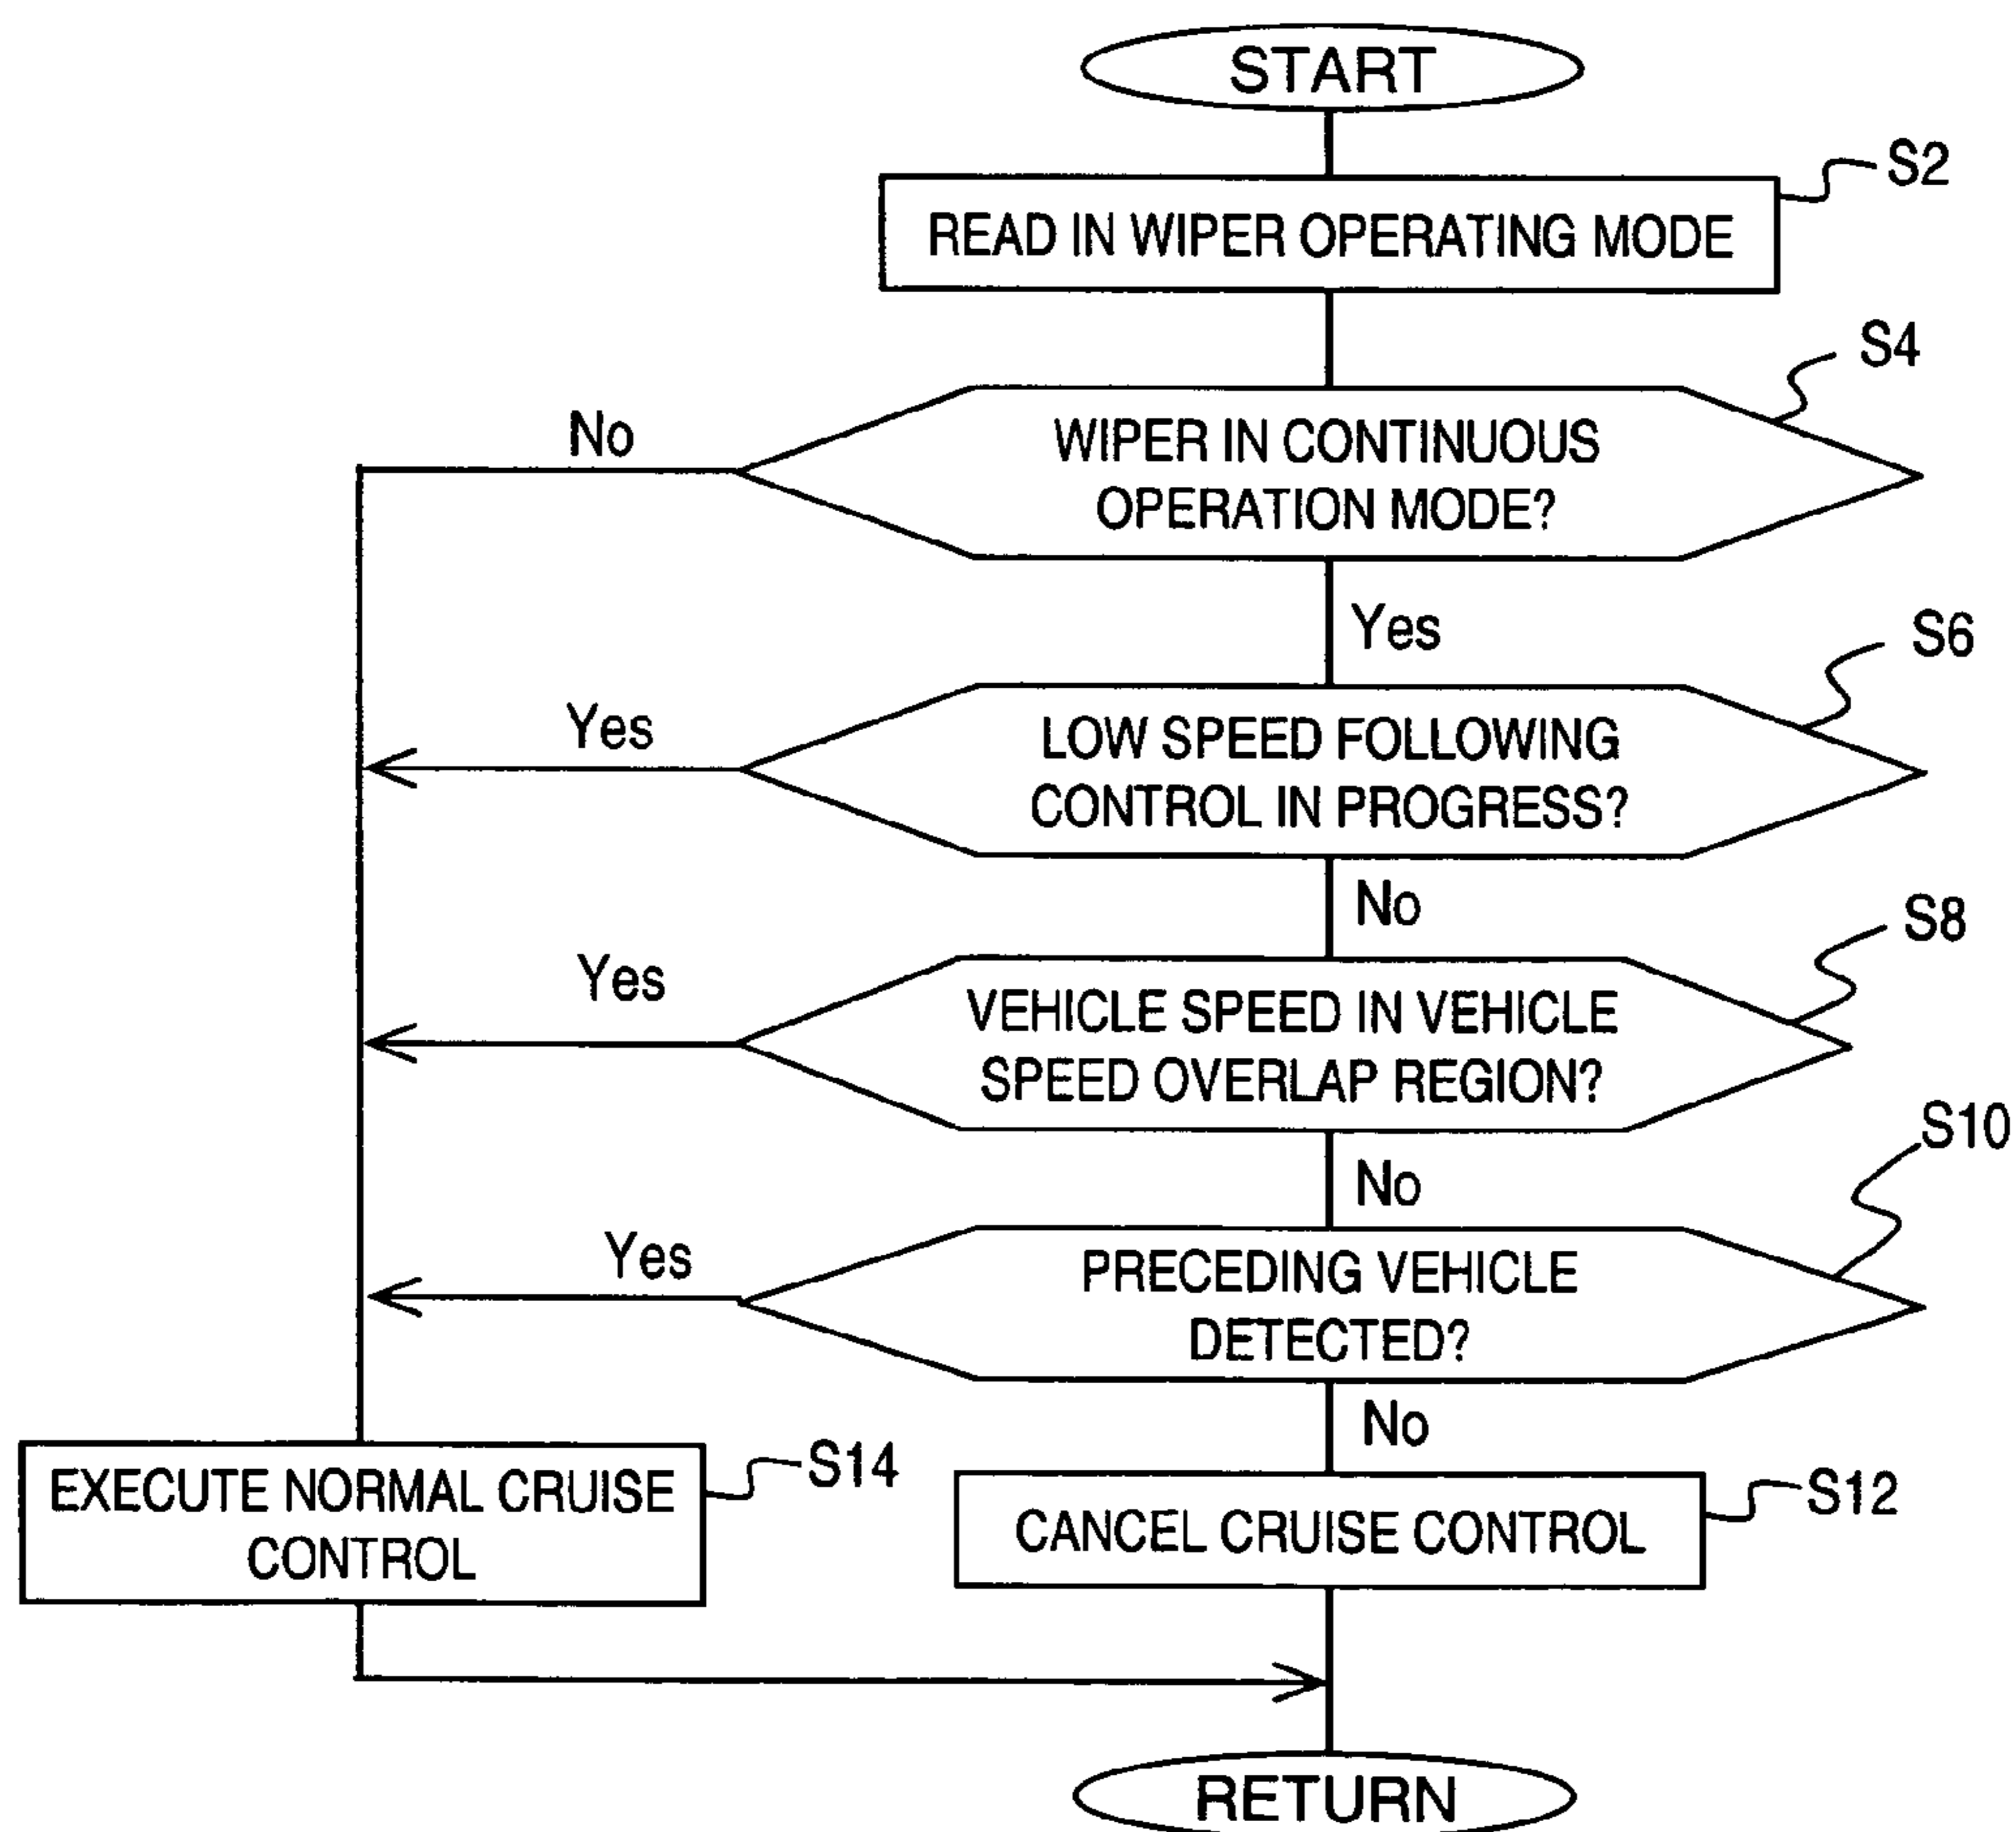 START
S2
READ IN WIPER OPERATING MODE
S4
No
WIPER IN CONTINUOUS
OPERATION MODE?
Yes
S6
Yes
LOW SPEED FOLLOWING
CONTROL IN PROGRESS?
No
S8
Yes
VEHICLE SPEED IN VEHICLE
SPEED OVERLAP REGION?
No
S10
Yes
PRECEDING VEHICLE
DETECTED?
No
S14
EXECUTE NORMAL CRUISE
CONTROL
S12
CANCEL CRUISE CONTROL
RETURN